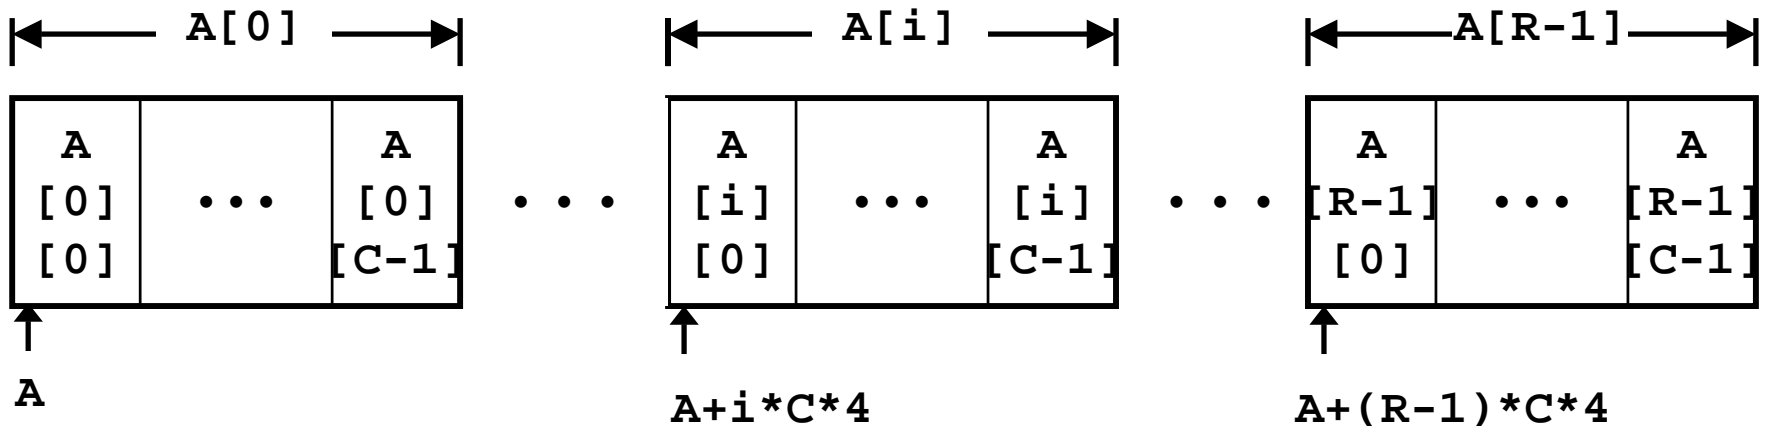 A[0] A[i] A[R-1]
A A A A A A
[0] ••• [0] • • • [i] ••• [i] • • • [R-1] ••• [R-1]
[0] [C-1] [0] [C-1] [0] [C-1]
A A+i*C*4 A+(R-1)*C*4